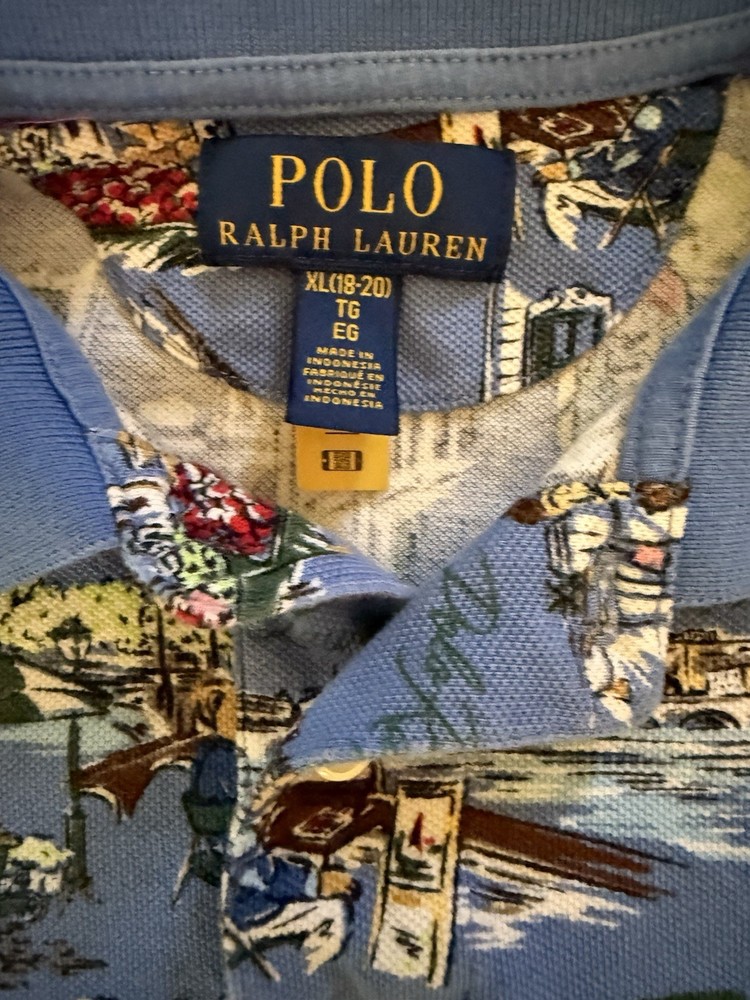 POLO
RALPH LAUREN
XL(18-20)
TG
EG
MADE IN
INDONESIA
FABRIQUÉ EN
INDONÉSIE
HECHO EN
INDONESIA